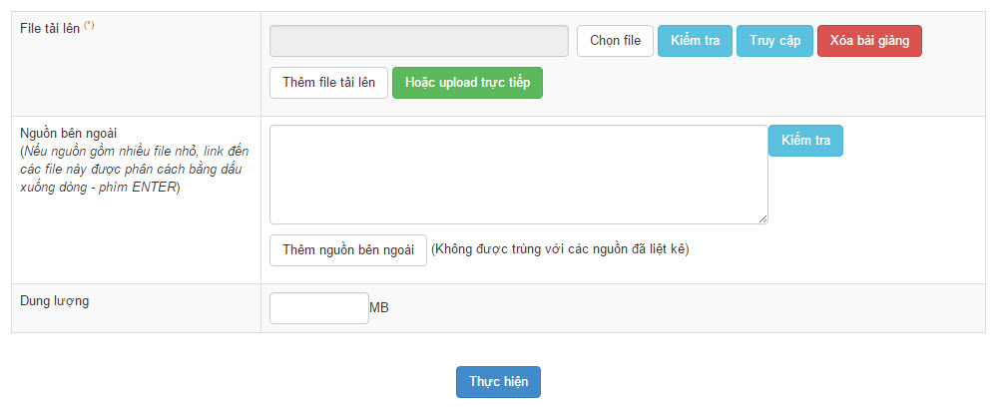 File tải lên (*)
Chọn file
Kiểm tra
Truy cập
Xóa bài giảng
Thêm file tải lên
Hoặc upload trực tiếp
Nguồn bên ngoài
(Nếu nguồn gồm nhiều file nhỏ, link đến
các file này được phân cách bằng dấu
xuống dòng - phím ENTER)
Kiểm tra
Thêm nguồn bên ngoài
(Không được trùng với các nguồn đã liệt kê)
Dung lượng
MB
Thực hiện